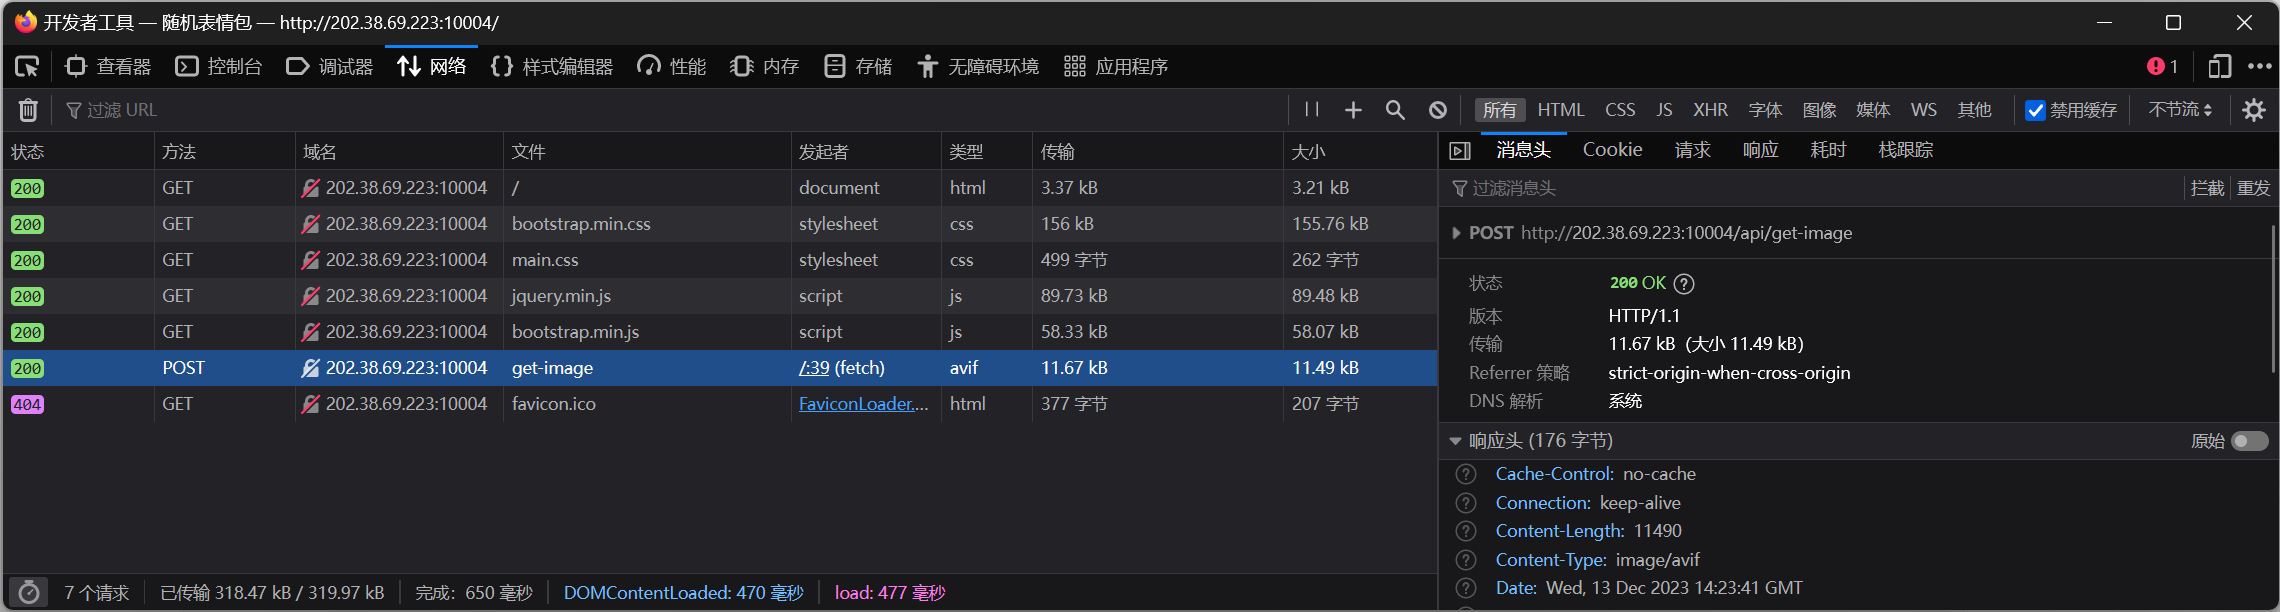 开发者工具 — 随机表情包 — http://202.38.69.223:10004/
查看器 控制台 调试器 网络 样式编辑器 性能 内存 存储 无障碍环境 应用程序 1
过滤 URL 所有 HTML CSS JS XHR 字体 图像 媒体 WS 其他 禁用缓存 不节流
状态 方法 域名 文件 发起者 类型 传输 大小
200 GET 202.38.69.223:10004 / document html 3.37 kB 3.21 kB
200 GET 202.38.69.223:10004 bootstrap.min.css stylesheet css 156 kB 155.76 kB
200 GET 202.38.69.223:10004 main.css stylesheet css 499 字节 262 字节
200 GET 202.38.69.223:10004 jquery.min.js script js 89.73 kB 89.48 kB
200 GET 202.38.69.223:10004 bootstrap.min.js script js 58.33 kB 58.07 kB
200 POST 202.38.69.223:10004 get-image /:39 (fetch) avif 11.67 kB 11.49 kB
404 GET 202.38.69.223:10004 favicon.ico FaviconLoader.... html 377 字节 207 字节
7 个请求 已传输 318.47 kB / 319.97 kB 完成：650 毫秒 DOMContentLoaded: 470 毫秒 load: 477 毫秒
消息头 Cookie 请求 响应 耗时 栈跟踪
过滤消息头 拦截 重发
POST http://202.38.69.223:10004/api/get-image
状态 200 OK ?
版本 HTTP/1.1
传输 11.67 kB（大小 11.49 kB）
Referrer 策略 strict-origin-when-cross-origin
DNS 解析 系统
响应头 (176 字节) 原始
? Cache-Control: no-cache
? Connection: keep-alive
? Content-Length: 11490
? Content-Type: image/avif
? Date: Wed, 13 Dec 2023 14:23:41 GMT